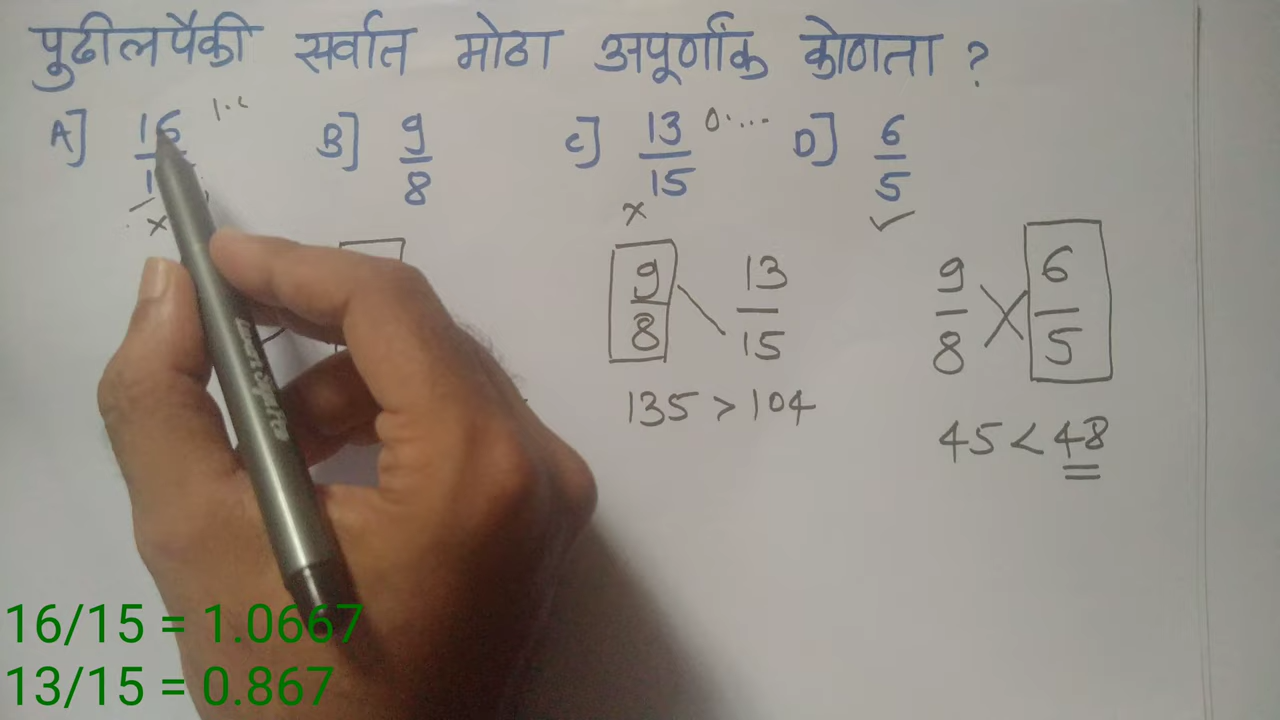 पुढीलपैकी सर्वात मोठा अपूर्णांक कोणता ?
A] 16 1.. B] 9/8 C] 13/15 0.... D] 6/5
x x ✓
9/8 13/15
135 > 104
9/8 6/5
45 < 48
16/15 = 1.0667
13/15 = 0.867